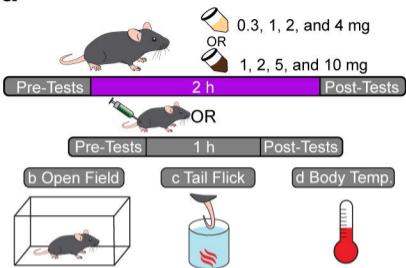 0.3, 1, 2, and 4 mg
OR
1, 2, 5, and 10 mg
Pre-Tests 2 h Post-Tests
OR
Pre-Tests 1 h Post-Tests
b Open Field c Tail Flick d Body Temp.